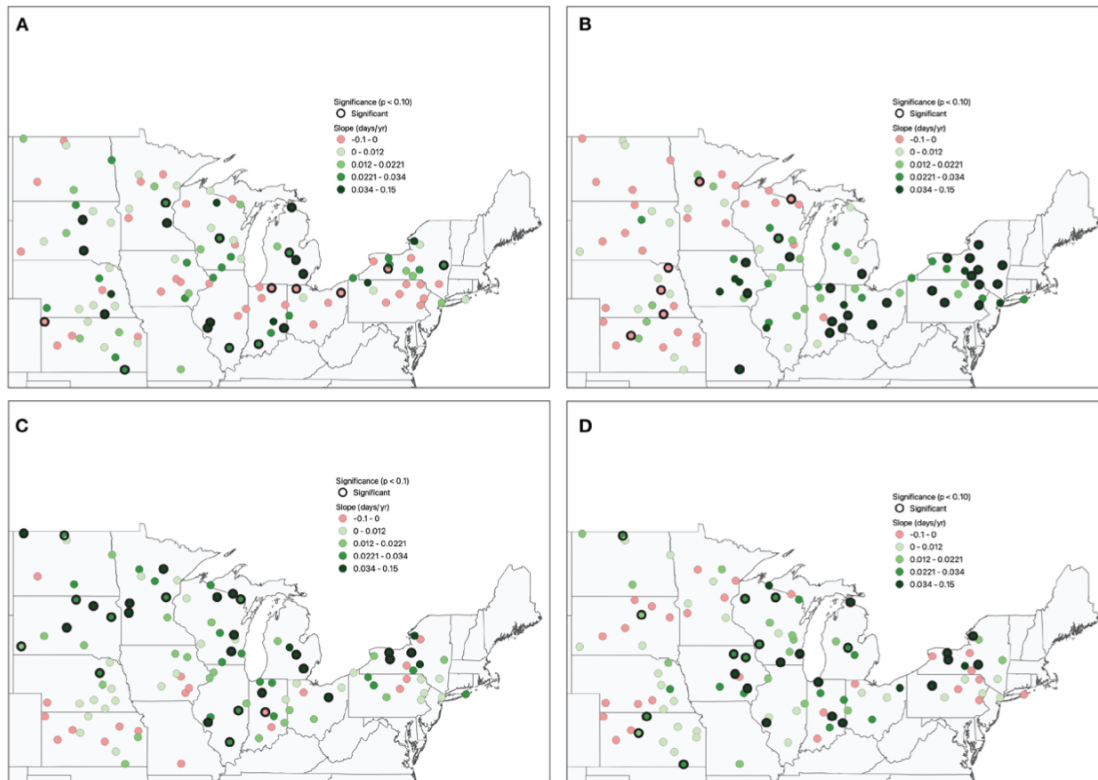 A
Significance (p < 0.10)
Significant
Slope (days/yr)
-0.1 - 0
0 - 0.012
0.012 - 0.0221
0.0221 - 0.034
0.034 - 0.15
B
Significance (p < 0.10)
Significant
Slope (days/yr)
-0.1 - 0
0 - 0.012
0.012 - 0.0221
0.0221 - 0.034
0.034 - 0.15
C
Significance (p < 0.1)
Significant
Slope (days/yr)
-0.1 - 0
0 - 0.012
0.012 - 0.0221
0.0221 - 0.034
0.034 - 0.15
D
Significance (p < 0.10)
Significant
Slope (days/yr)
-0.1 - 0
0 - 0.012
0.012 - 0.0221
0.0221 - 0.034
0.034 - 0.15